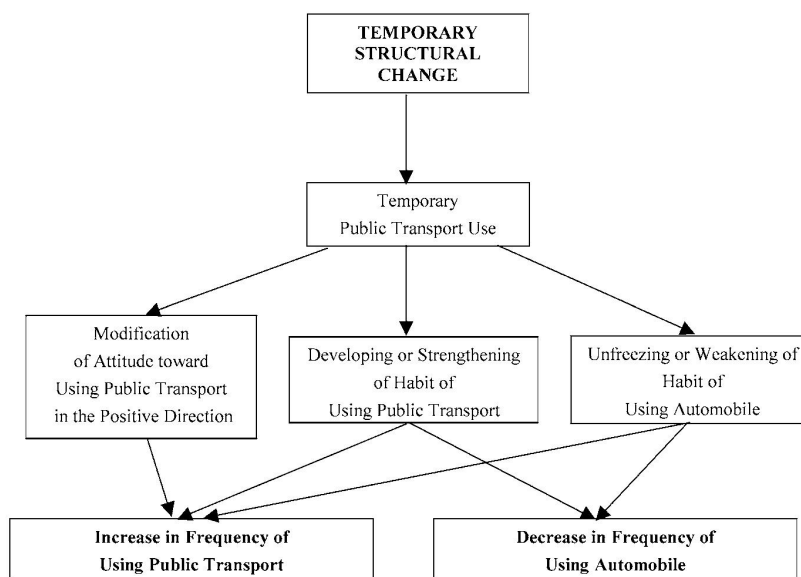 TEMPORARY
STRUCTURAL
CHANGE
Temporary
Public Transport Use
Modification
of Attitude toward
Using Public Transport
in the Positive Direction
Developing or Strengthening
of Habit of
Using Public Transport
Unfreezing or Weakening of
Habit of
Using Automobile
Increase in Frequency of
Using Public Transport
Decrease in Frequency of
Using Automobile